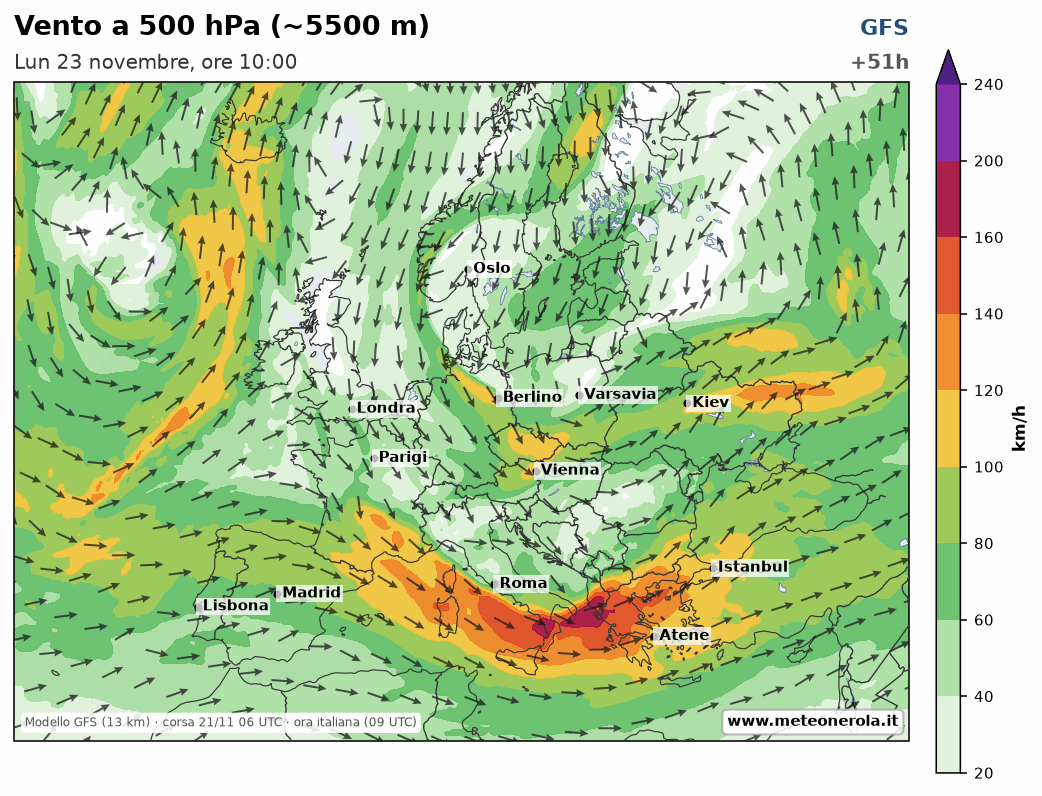 Vento a 500 hPa (~5500 m)
GFS
Lun 23 novembre, ore 10:00
+51h
240
200
160
140
120
100
80
60
40
20
km/h
Oslo
Londra
Berlino
Varsavia
Kiev
Parigi
Vienna
Istanbul
Roma
Madrid
Lisbona
Atene
Modello GFS (13 km) · corsa 21/11 06 UTC · ora italiana (09 UTC)
www.meteonerola.it